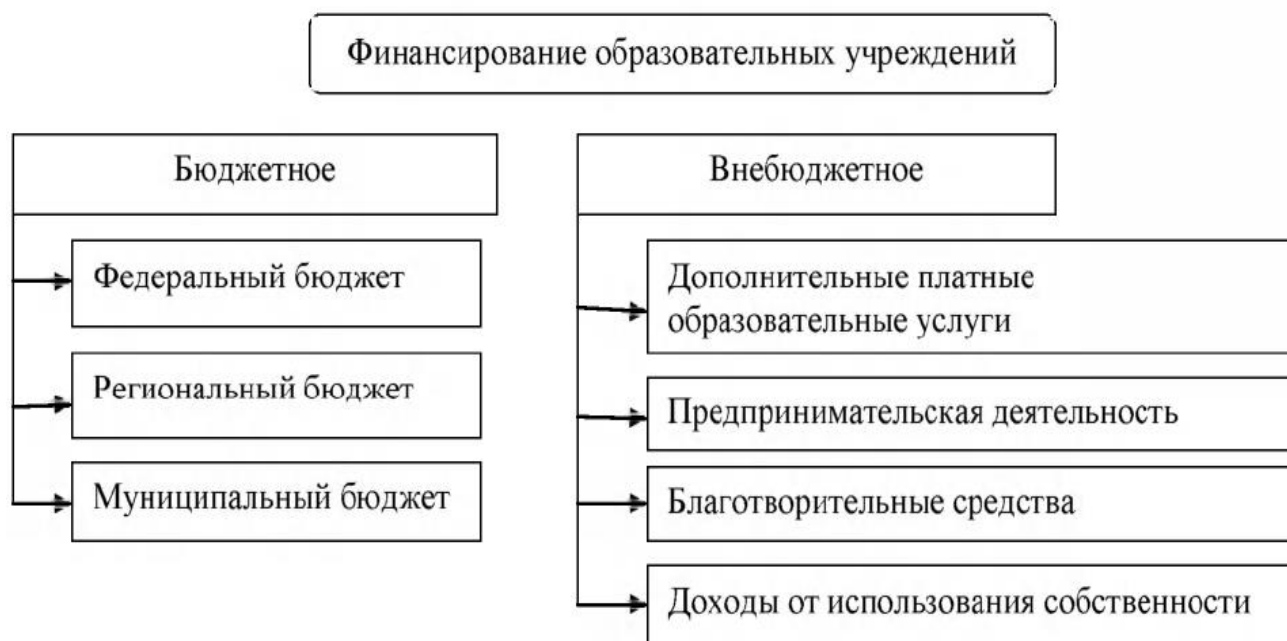 Финансирование образовательных учреждений
Бюджетное
Федеральный бюджет
Региональный бюджет
Муниципальный бюджет
Внебюджетное
Дополнительные платные
образовательные услуги
Предпринимательская деятельность
Благотворительные средства
Доходы от использования собственности